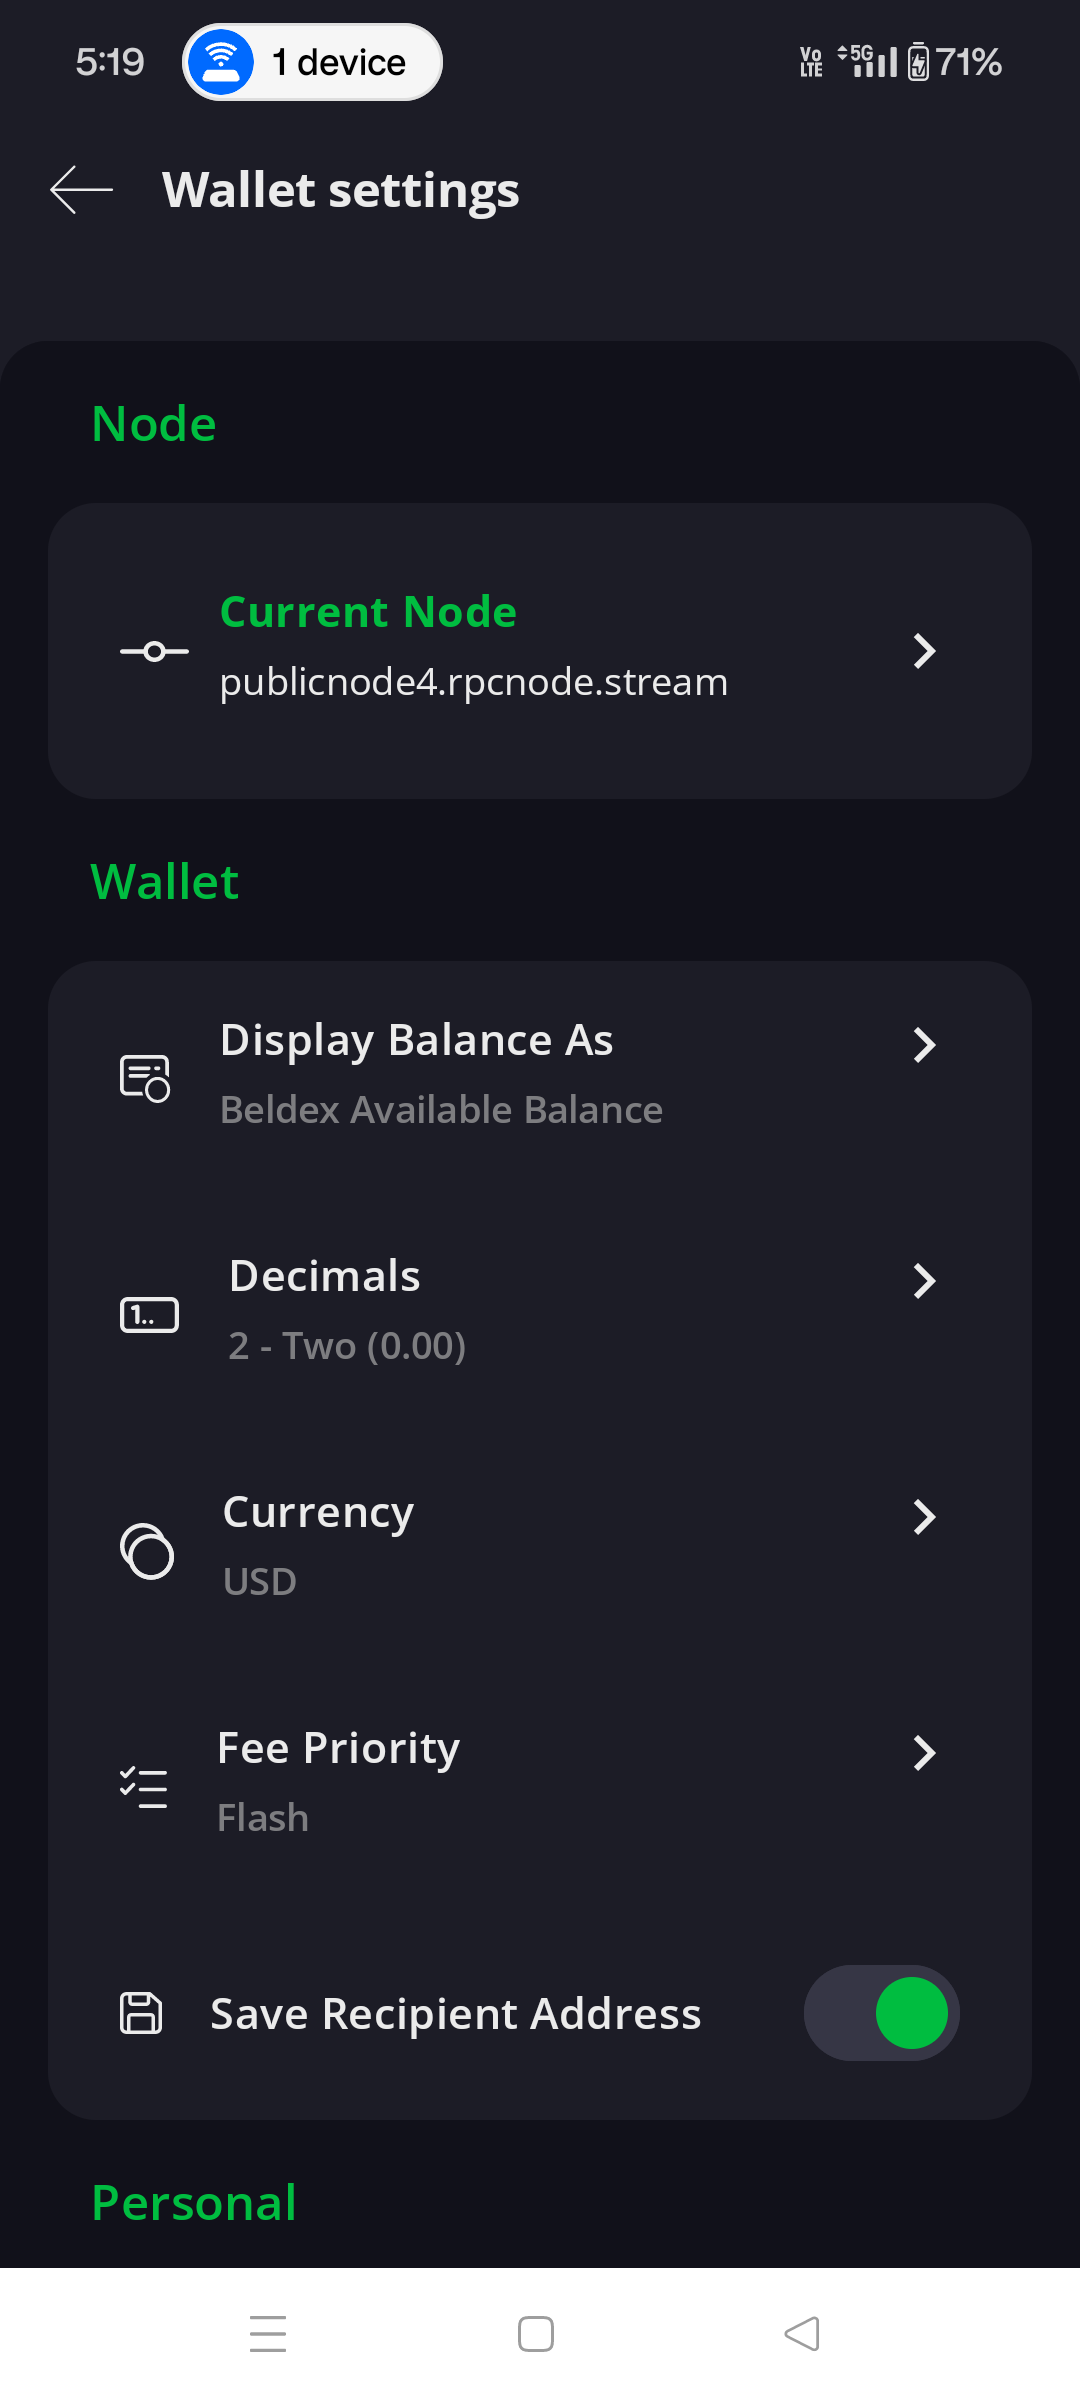 5:19
1 device
Vo
LTE
5G
71%
Wallet settings
Node
Current Node
publicnode4.rpcnode.stream
Wallet
Display Balance As
Beldex Available Balance
1..
Decimals
2 - Two (0.00)
Currency
USD
Fee Priority
Flash
Save Recipient Address
Personal